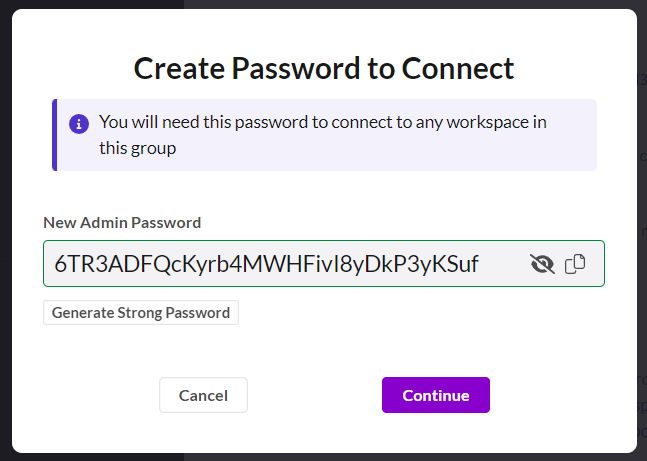 Create Password to Connect
You will need this password to connect to any workspace in
this group
New Admin Password
6TR3ADFQcKyrb4MWHFivI8yDkP3yKSuf
Generate Strong Password
Cancel
Continue